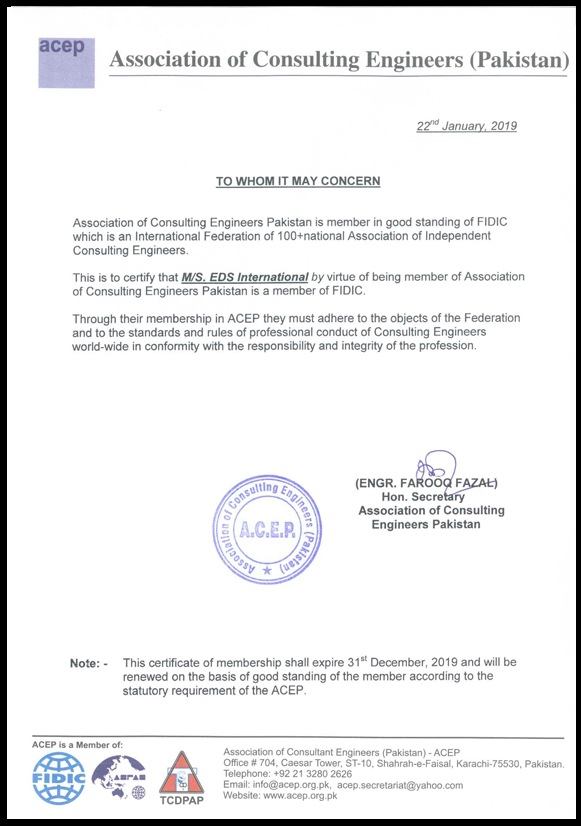 acep
Association of Consulting Engineers (Pakistan)
22nd January, 2019
TO WHOM IT MAY CONCERN
Association of Consulting Engineers Pakistan is member in good standing of FIDIC
which is an International Federation of 100+national Association of Independent
Consulting Engineers.
This is to certify that M/S. EDS International by virtue of being member of Association
of Consulting Engineers Pakistan is a member of FIDIC.
Through their membership in ACEP they must adhere to the objects of the Federation
and to the standards and rules of professional conduct of Consulting Engineers
world-wide in conformity with the responsibility and integrity of the profession.
(ENGR. FAROOQ FAZAL)
Hon. Secretary
Association of Consulting
Engineers Pakistan
Association of Consulting Engineers (Pakistan)
A.C.E.P.
Note: - This certificate of membership shall expire 31st December, 2019 and will be
renewed on the basis of good standing of the member according to the
statutory requirement of the ACEP.
ACEP is a Member of:
FIDIC
TCDPAP
Association of Consultant Engineers (Pakistan) - ACEP
Office # 704, Caesar Tower, ST-10, Shahrah-e-Faisal, Karachi-75530, Pakistan.
Telephone: +92 21 3280 2626
Email: info@acep.org.pk, acep.secretariat@yahoo.com
Website: www.acep.org.pk